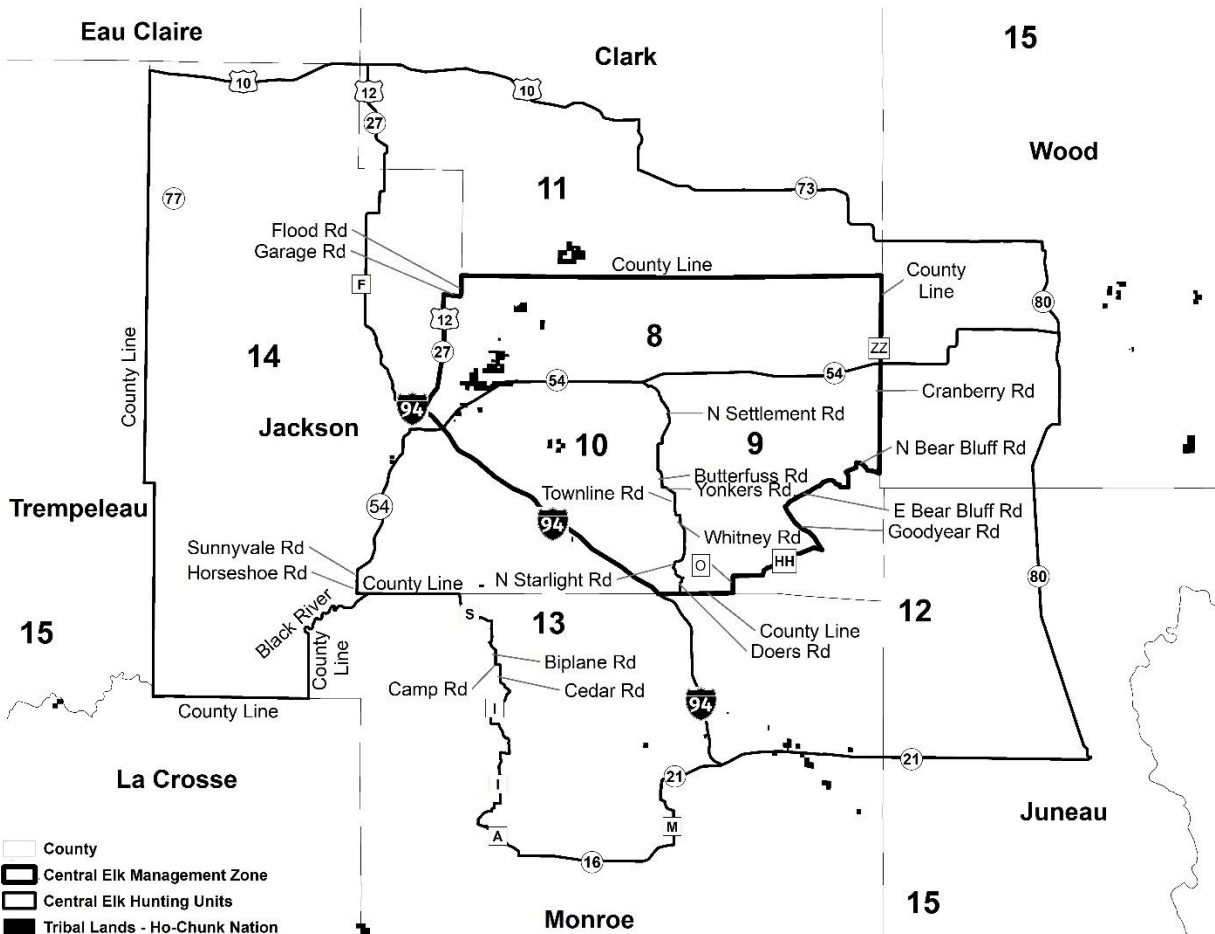 Eau Claire
Clark
15
Wood
10
12
10
27
77
11
73
Flood Rd
Garage Rd
County Line
County
Line
F
12
80
8
27
ZZ
14
County Line
54
54
94
Cranberry Rd
N Settlement Rd
Jackson
10
9
N Bear Bluff Rd
Butterfuss Rd
Yonkers Rd
Townline Rd
54
Trempeleau
E Bear Bluff Rd
94
Goodyear Rd
Whitney Rd
Sunnyvale Rd
HH
O
Horseshoe Rd
N Starlight Rd
80
County Line
S
13
12
Black River
15
County
Line
County Line
Doers Rd
Biplane Rd
Camp Rd
Cedar Rd
94
I
County Line
21
21
La Crosse
I
Juneau
M
A
16
County
Central Elk Management Zone
Central Elk Hunting Units
Tribal Lands - Ho-Chunk Nation
Monroe
15